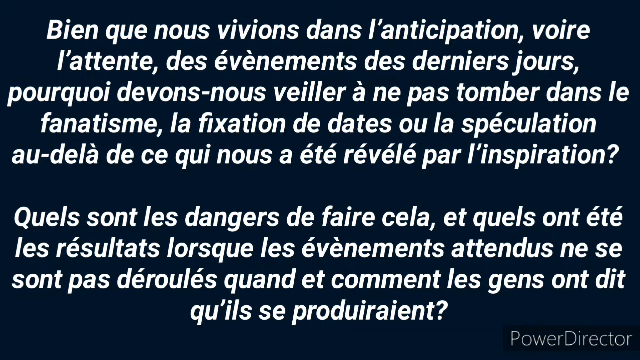 Bien que nous vivions dans l’anticipation, voire
l’attente, des évènements des derniers jours,
pourquoi devons-nous veiller à ne pas tomber dans le
fanatisme, la fixation de dates ou la spéculation
au-delà de ce qui nous a été révélé par l’inspiration?
Quels sont les dangers de faire cela, et quels ont été
les résultats lorsque les évènements attendus ne se
sont pas déroulés quand et comment les gens ont dit
qu’ils se produiraient?
PowerDirector